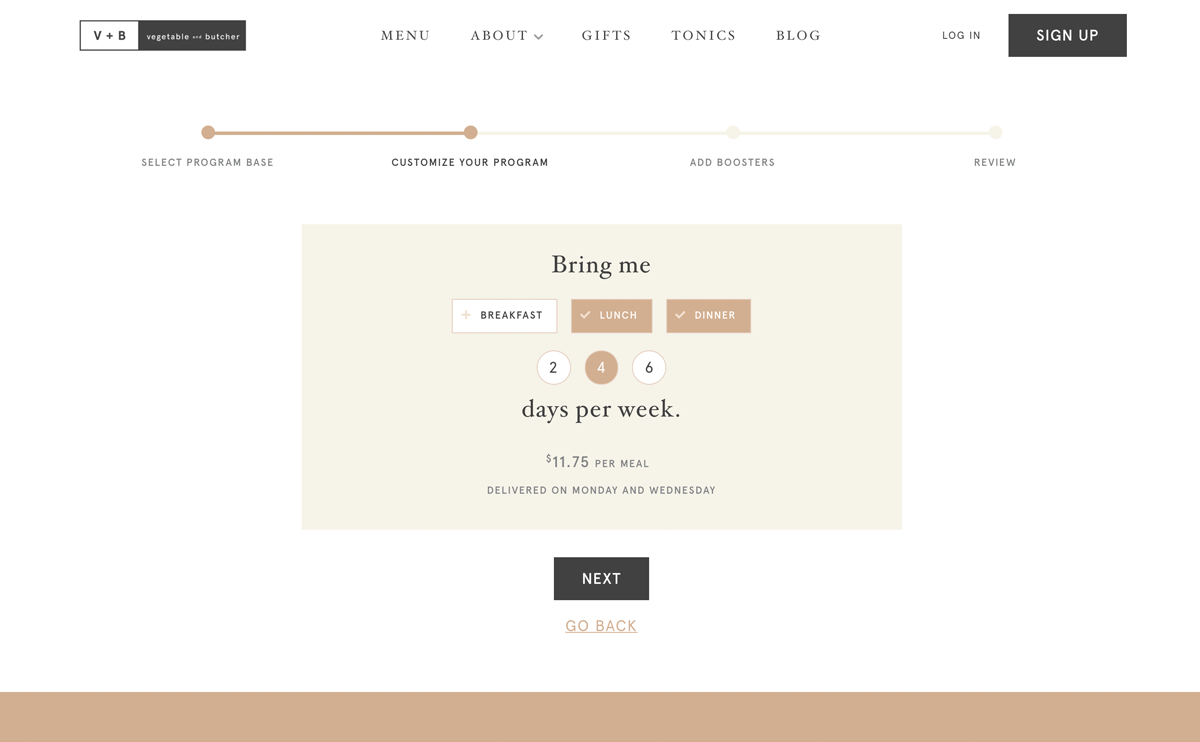 V + B vegetable and butcher
MENU ABOUT GIFTS TONICS BLOG LOG IN SIGN UP
SELECT PROGRAM BASE CUSTOMIZE YOUR PROGRAM ADD BOOSTERS REVIEW
Bring me
BREAKFAST LUNCH DINNER
2 4 6
days per week.
$11.75 PER MEAL
DELIVERED ON MONDAY AND WEDNESDAY
NEXT
GO BACK